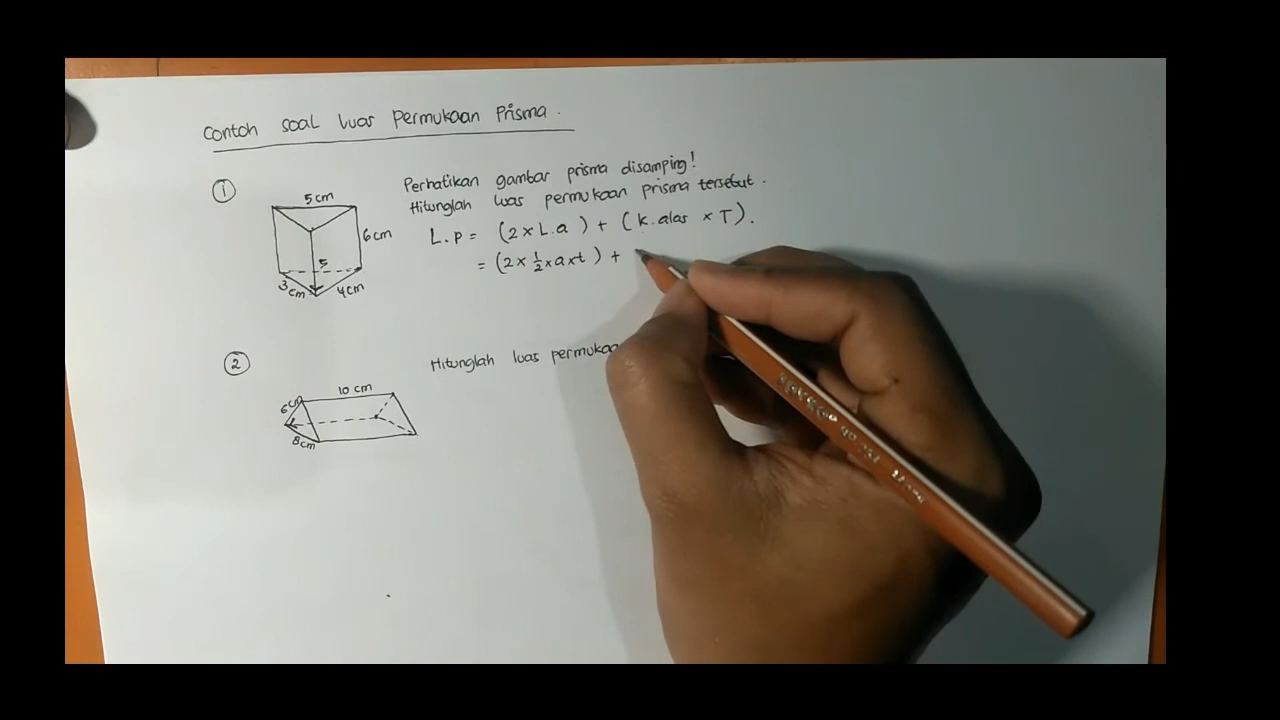 Contoh soal luas Permukaan Prisma.
1
Perhatikan gambar prisma disamping!
Hitunglah luas permukaan prisma tersebut.
5 cm
6 cm
5
3 cm
4 cm
L.P = (2 x L.a) + (K.alas x T).
= (2 x 1/2 x a x t) +
2
Hitunglah luas permukaa
10 cm
6 cm
8 cm